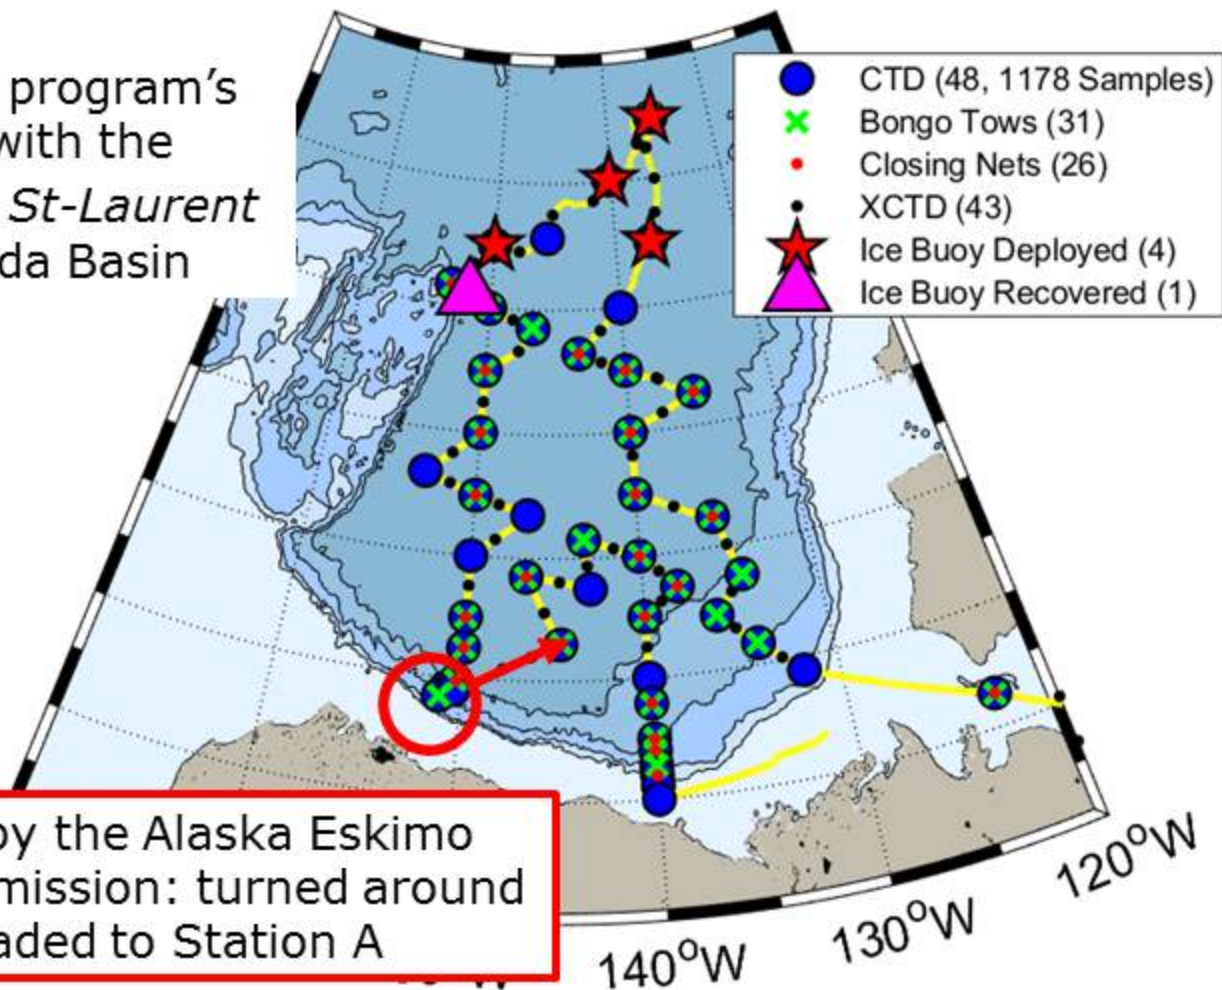 program's
with the
St-Laurent
da Basin
CTD (48, 1178 Samples)
Bongo Tows (31)
Closing Nets (26)
XCTD (43)
Ice Buoy Deployed (4)
Ice Buoy Recovered (1)
by the Alaska Eskimo
mission: turned around
aded to Station A
140°W
130°W
120°W